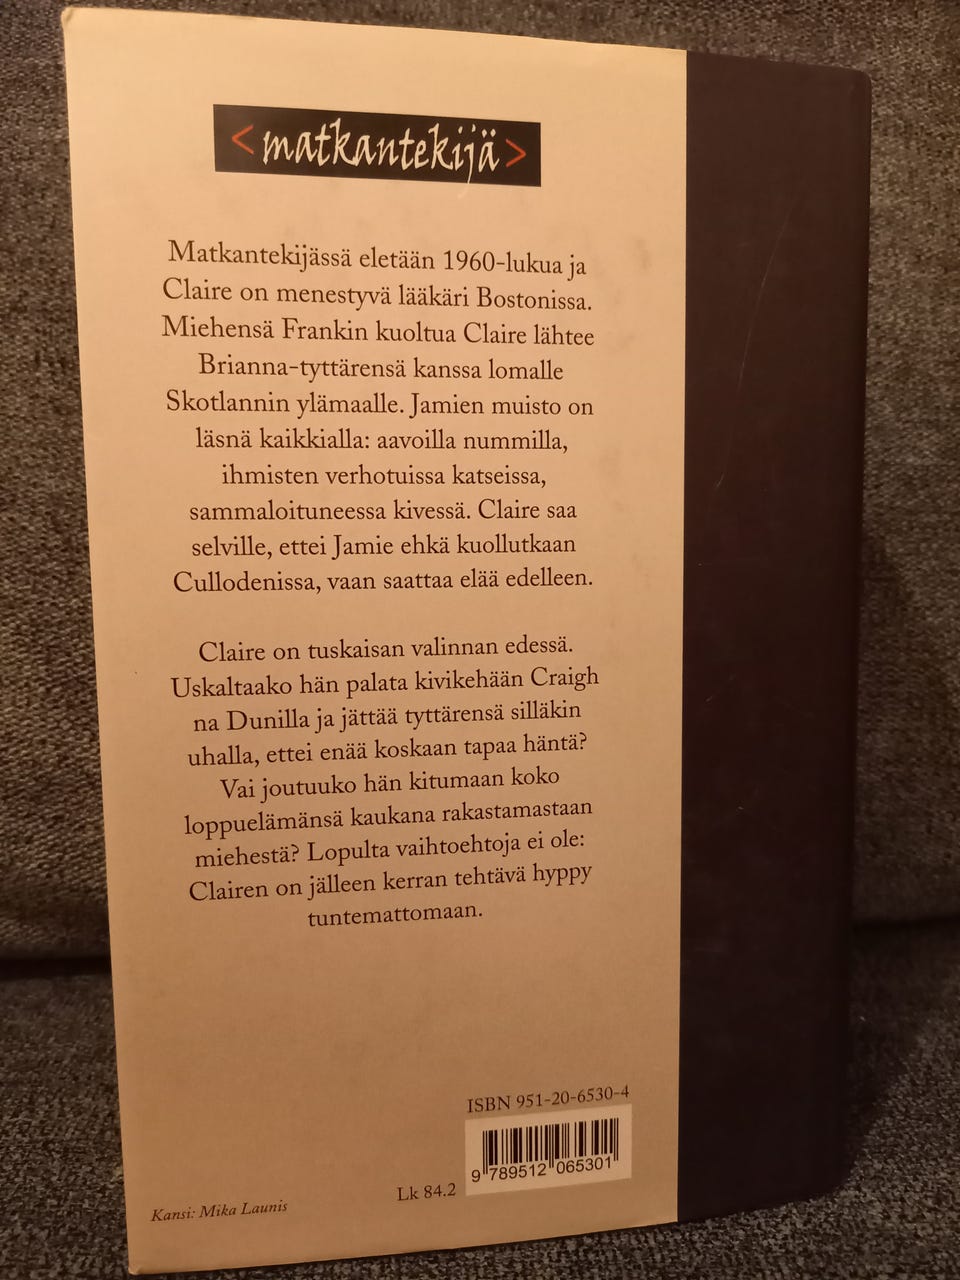 <matkantekijä>
Matkantekijässä eletään 1960-lukua ja
Claire on menestyvä lääkäri Bostonissa.
Miehensä Frankin kuoltua Claire lähtee
Brianna-tyttärensä kanssa lomalle
Skotlannin ylämaalle. Jamien muisto on
läsnä kaikkialla: aavoilla nummilla,
ihmisten verhotuissa katseissa,
sammaloituneessa kivessä. Claire saa
selville, ettei Jamie ehkä kuollutkaan
Cullodenissa, vaan saattaa elää edelleen.
Claire on tuskaisan valinnan edessä.
Uskaltaako hän palata kivikehään Craigh
na Dunilla ja jättää tyttärensä silläkin
uhalla, ettei enää koskaan tapaa häntä?
Vai joutuuko hän kitumaan koko
loppuelämänsä kaukana rakastamastaan
miehestä? Lopulta vaihtoehtoja ei ole:
Clairen on jälleen kerran tehtävä hyppy
tuntemattomaan.
ISBN 951-20-6530-4
9 789512 065301
Lk 84.2
Kansi: Mika Launis